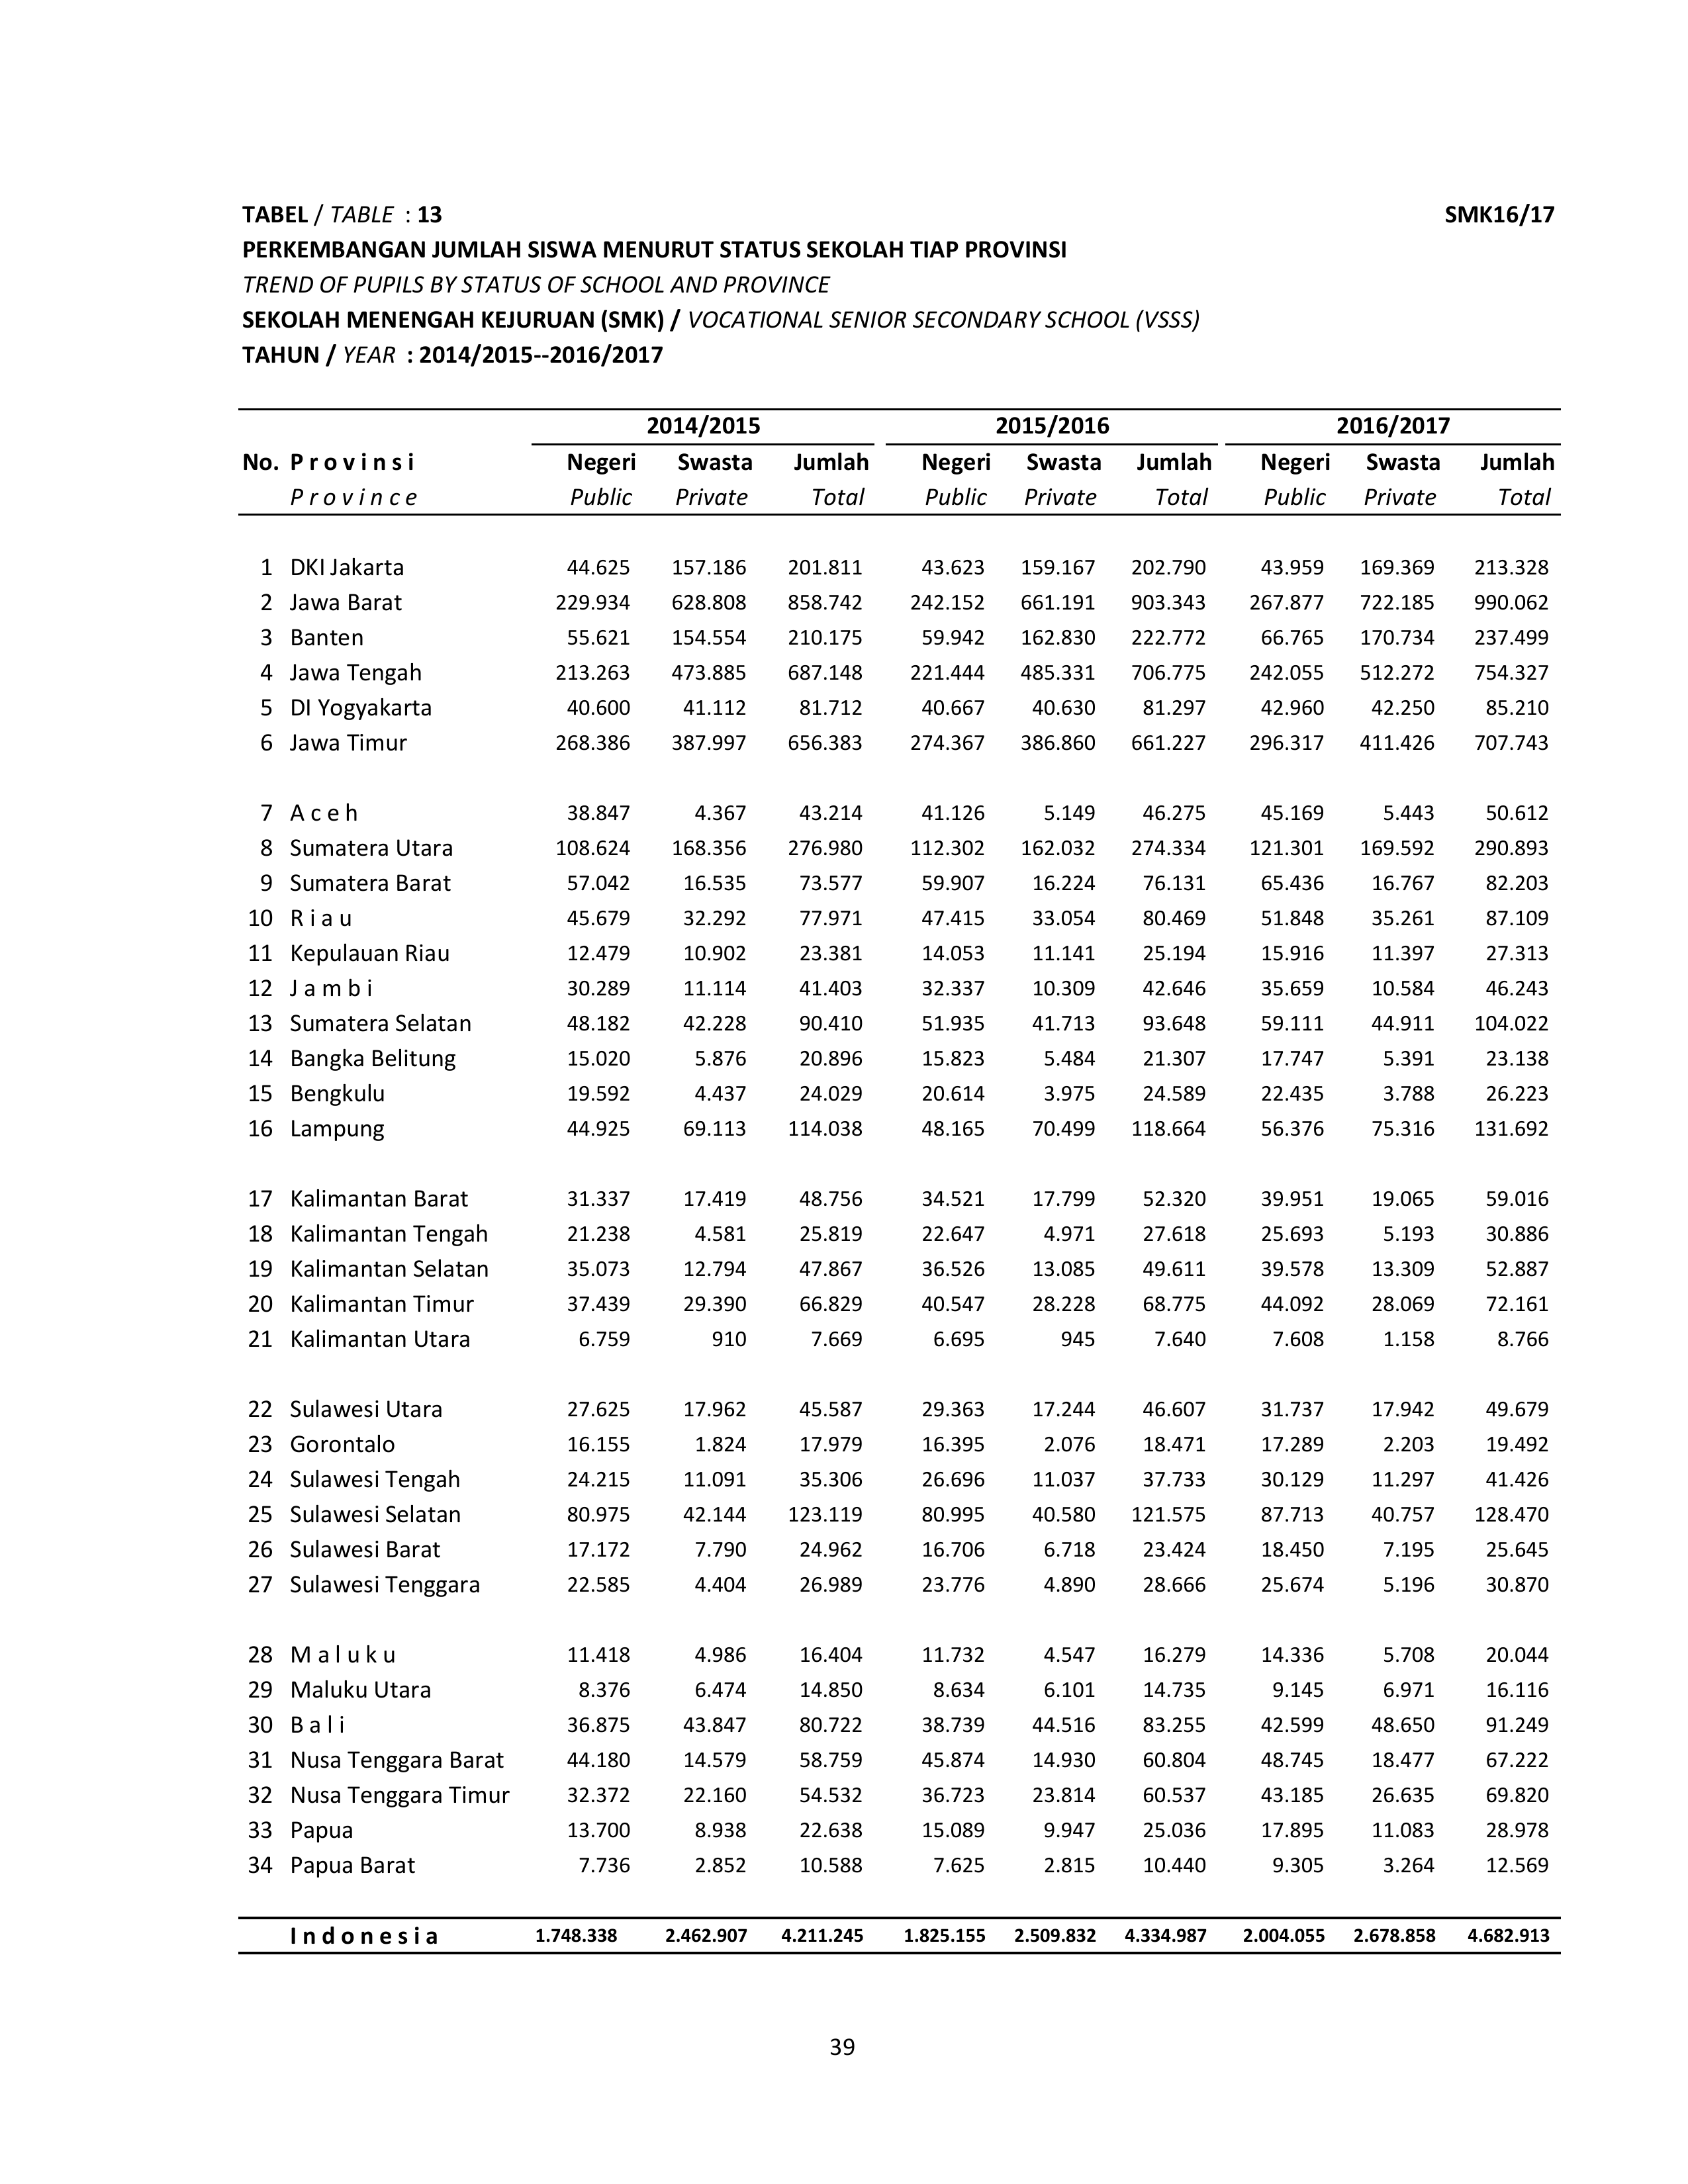 TABEL / TABLE : 13 SMK16/17
PERKEMBANGAN JUMLAH SISWA MENURUT STATUS SEKOLAH TIAP PROVINSI
TREND OF PUPILS BY STATUS OF SCHOOL AND PROVINCE
SEKOLAH MENENGAH KEJURUAN (SMK) / VOCATIONAL SENIOR SECONDARY SCHOOL (VSSS)
TAHUN / YEAR : 2014/2015--2016/2017
2014/2015 2015/2016 2016/2017
No. P r o v i n s i Negeri Swasta Jumlah Negeri Swasta Jumlah Negeri Swasta Jumlah
P r o v i n c e Public Private Total Public Private Total Public Private Total
1 DKI Jakarta 44.625 157.186 201.811 43.623 159.167 202.790 43.959 169.369 213.328
2 Jawa Barat 229.934 628.808 858.742 242.152 661.191 903.343 267.877 722.185 990.062
3 Banten 55.621 154.554 210.175 59.942 162.830 222.772 66.765 170.734 237.499
4 Jawa Tengah 213.263 473.885 687.148 221.444 485.331 706.775 242.055 512.272 754.327
5 DI Yogyakarta 40.600 41.112 81.712 40.667 40.630 81.297 42.960 42.250 85.210
6 Jawa Timur 268.386 387.997 656.383 274.367 386.860 661.227 296.317 411.426 707.743
7 A c e h 38.847 4.367 43.214 41.126 5.149 46.275 45.169 5.443 50.612
8 Sumatera Utara 108.624 168.356 276.980 112.302 162.032 274.334 121.301 169.592 290.893
9 Sumatera Barat 57.042 16.535 73.577 59.907 16.224 76.131 65.436 16.767 82.203
10 R i a u 45.679 32.292 77.971 47.415 33.054 80.469 51.848 35.261 87.109
11 Kepulauan Riau 12.479 10.902 23.381 14.053 11.141 25.194 15.916 11.397 27.313
12 J a m b i 30.289 11.114 41.403 32.337 10.309 42.646 35.659 10.584 46.243
13 Sumatera Selatan 48.182 42.228 90.410 51.935 41.713 93.648 59.111 44.911 104.022
14 Bangka Belitung 15.020 5.876 20.896 15.823 5.484 21.307 17.747 5.391 23.138
15 Bengkulu 19.592 4.437 24.029 20.614 3.975 24.589 22.435 3.788 26.223
16 Lampung 44.925 69.113 114.038 48.165 70.499 118.664 56.376 75.316 131.692
17 Kalimantan Barat 31.337 17.419 48.756 34.521 17.799 52.320 39.951 19.065 59.016
18 Kalimantan Tengah 21.238 4.581 25.819 22.647 4.971 27.618 25.693 5.193 30.886
19 Kalimantan Selatan 35.073 12.794 47.867 36.526 13.085 49.611 39.578 13.309 52.887
20 Kalimantan Timur 37.439 29.390 66.829 40.547 28.228 68.775 44.092 28.069 72.161
21 Kalimantan Utara 6.759 910 7.669 6.695 945 7.640 7.608 1.158 8.766
22 Sulawesi Utara 27.625 17.962 45.587 29.363 17.244 46.607 31.737 17.942 49.679
23 Gorontalo 16.155 1.824 17.979 16.395 2.076 18.471 17.289 2.203 19.492
24 Sulawesi Tengah 24.215 11.091 35.306 26.696 11.037 37.733 30.129 11.297 41.426
25 Sulawesi Selatan 80.975 42.144 123.119 80.995 40.580 121.575 87.713 40.757 128.470
26 Sulawesi Barat 17.172 7.790 24.962 16.706 6.718 23.424 18.450 7.195 25.645
27 Sulawesi Tenggara 22.585 4.404 26.989 23.776 4.890 28.666 25.674 5.196 30.870
28 M a l u k u 11.418 4.986 16.404 11.732 4.547 16.279 14.336 5.708 20.044
29 Maluku Utara 8.376 6.474 14.850 8.634 6.101 14.735 9.145 6.971 16.116
30 B a l i 36.875 43.847 80.722 38.739 44.516 83.255 42.599 48.650 91.249
31 Nusa Tenggara Barat 44.180 14.579 58.759 45.874 14.930 60.804 48.745 18.477 67.222
32 Nusa Tenggara Timur 32.372 22.160 54.532 36.723 23.814 60.537 43.185 26.635 69.820
33 Papua 13.700 8.938 22.638 15.089 9.947 25.036 17.895 11.083 28.978
34 Papua Barat 7.736 2.852 10.588 7.625 2.815 10.440 9.305 3.264 12.569
I n d o n e s i a 1.748.338 2.462.907 4.211.245 1.825.155 2.509.832 4.334.987 2.004.055 2.678.858 4.682.913
39